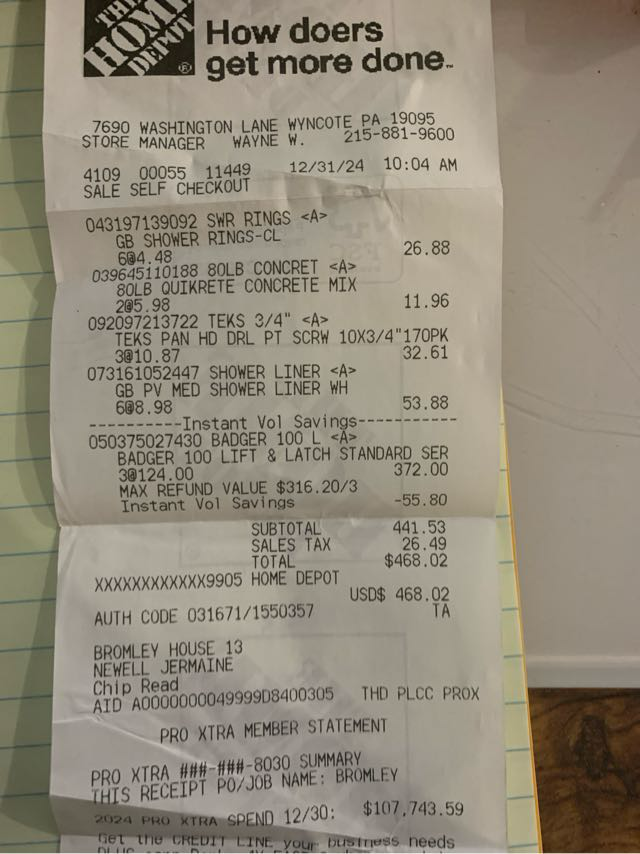 THE
HOME
DEPOT
®
How doers
get more done.™
7690 WASHINGTON LANE WYNCOTE PA 19095
STORE MANAGER WAYNE W. 215-881-9600
4109 00055 11449 12/31/24 10:04 AM
SALE SELF CHECKOUT
043197139092 SWR RINGS <A>
GB SHOWER RINGS-CL
6@4.48 26.88
039645110188 80LB CONCRET <A>
80LB QUIKRETE CONCRETE MIX
2@5.98 11.96
092097213722 TEKS 3/4" <A>
TEKS PAN HD DRL PT SCRW 10X3/4"170PK
3@10.87 32.61
073161052447 SHOWER LINER <A>
GB PV MED SHOWER LINER WH
6@8.98 53.88
----------Instant Vol Savings-----------
050375027430 BADGER 100 L <A>
BADGER 100 LIFT & LATCH STANDARD SER
3@124.00 372.00
MAX REFUND VALUE $316.20/3
Instant Vol Savings -55.80
SUBTOTAL 441.53
SALES TAX 26.49
TOTAL $468.02
XXXXXXXXXXXX9905 HOME DEPOT
USD$ 468.02
AUTH CODE 031671/1550357 TA
BROMLEY HOUSE 13
NEWELL JERMAINE
Chip Read
AID A0000000049999D8400305 THD PLCC PROX
PRO XTRA MEMBER STATEMENT
PRO XTRA ###-###-8030 SUMMARY
THIS RECEIPT PO/JOB NAME: BROMLEY
2024 PRO XTRA SPEND 12/30: $107,743.59
Get the CREDIT LINE your business needs